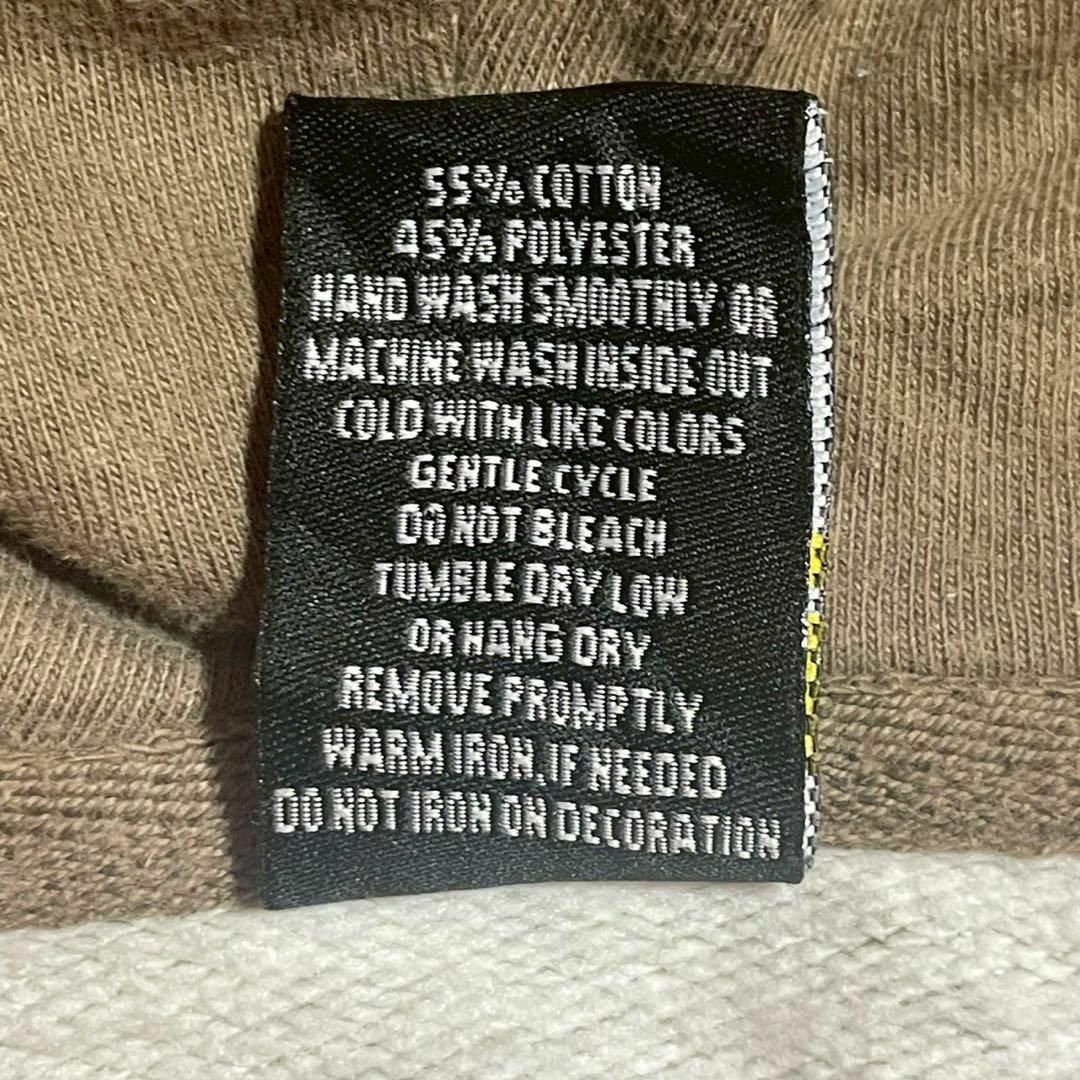 55% COTTON
45% POLYESTER
HAND WASH SMOOTHLY OR
MACHINE WASH INSIDE OUT
COLD WITH LIKE COLORS
GENTLE CYCLE
DO NOT BLEACH
TUMBLE DRY LOW
OR HANG DRY
REMOVE PROMPTLY
WARM IRON, IF NEEDED
DO NOT IRON ON DECORATION